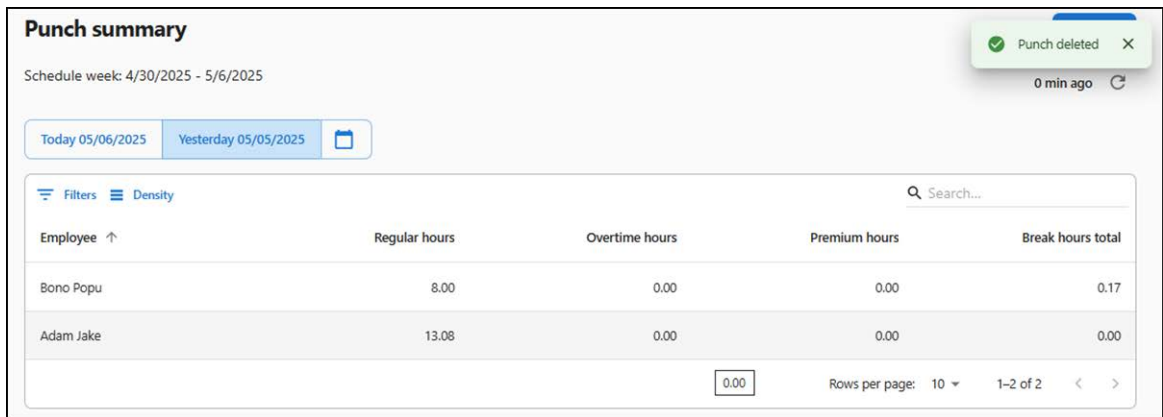 Punch summary
Punch deleted
Schedule week: 4/30/2025 - 5/6/2025
0 min ago
Today 05/06/2025 Yesterday 05/05/2025
Filters Density Search...
Employee Regular hours Overtime hours Premium hours Break hours total
Bono Popu 8.00 0.00 0.00 0.17
Adam Jake 13.08 0.00 0.00 0.00
0.00 Rows per page: 10 1–2 of 2